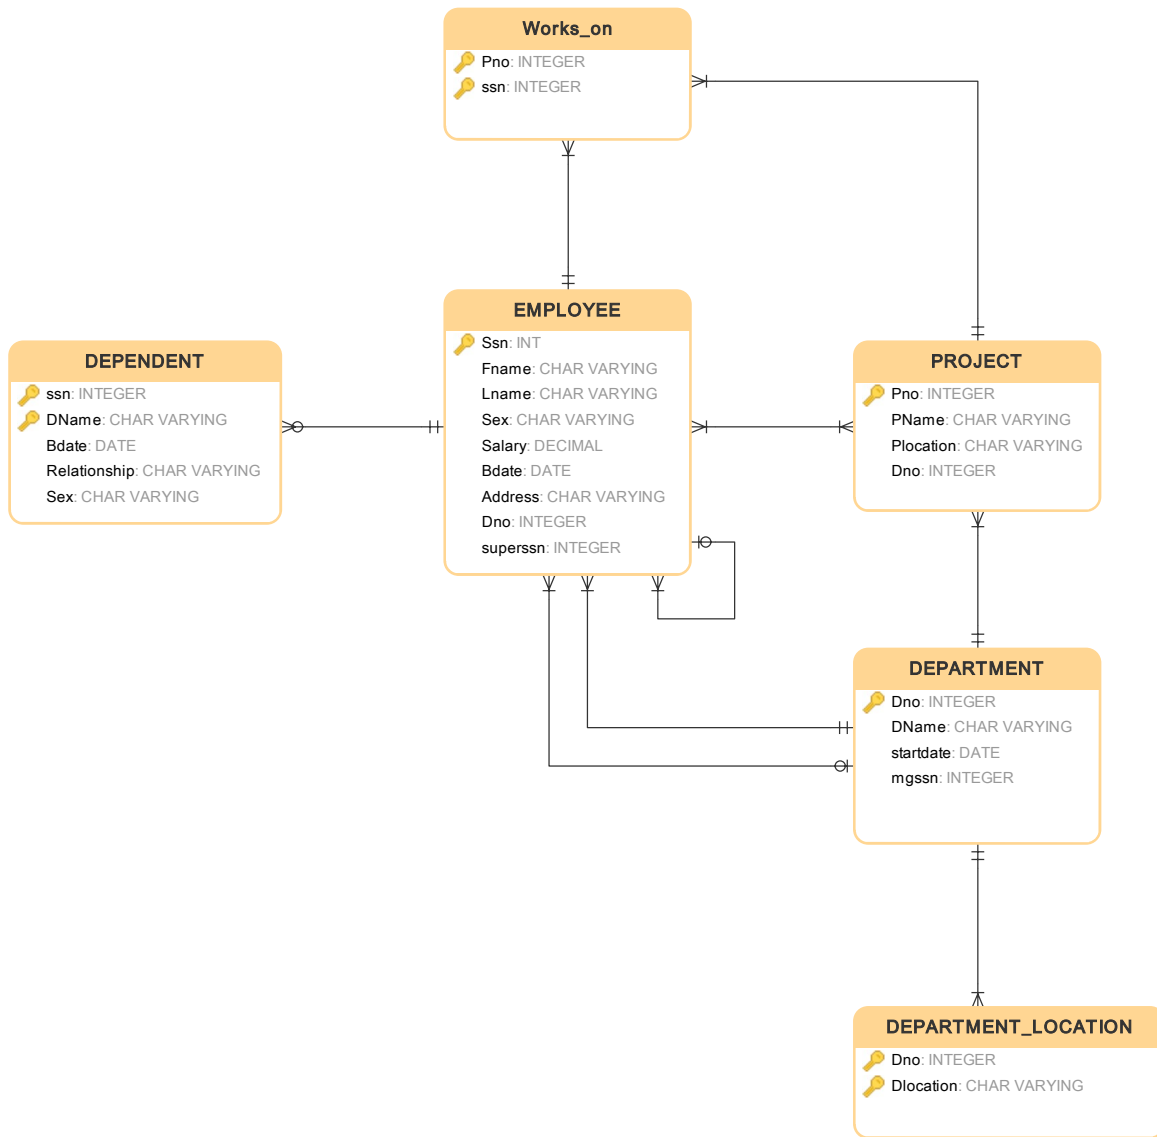 Works_on
Pno: INTEGER
ssn: INTEGER
EMPLOYEE
Ssn: INT
Fname: CHAR VARYING
Lname: CHAR VARYING
Sex: CHAR VARYING
Salary: DECIMAL
Bdate: DATE
Address: CHAR VARYING
Dno: INTEGER
superssn: INTEGER
DEPENDENT
ssn: INTEGER
DName: CHAR VARYING
Bdate: DATE
Relationship: CHAR VARYING
Sex: CHAR VARYING
PROJECT
Pno: INTEGER
PName: CHAR VARYING
Plocation: CHAR VARYING
Dno: INTEGER
DEPARTMENT
Dno: INTEGER
DName: CHAR VARYING
startdate: DATE
mgssn: INTEGER
DEPARTMENT_LOCATION
Dno: INTEGER
Dlocation: CHAR VARYING